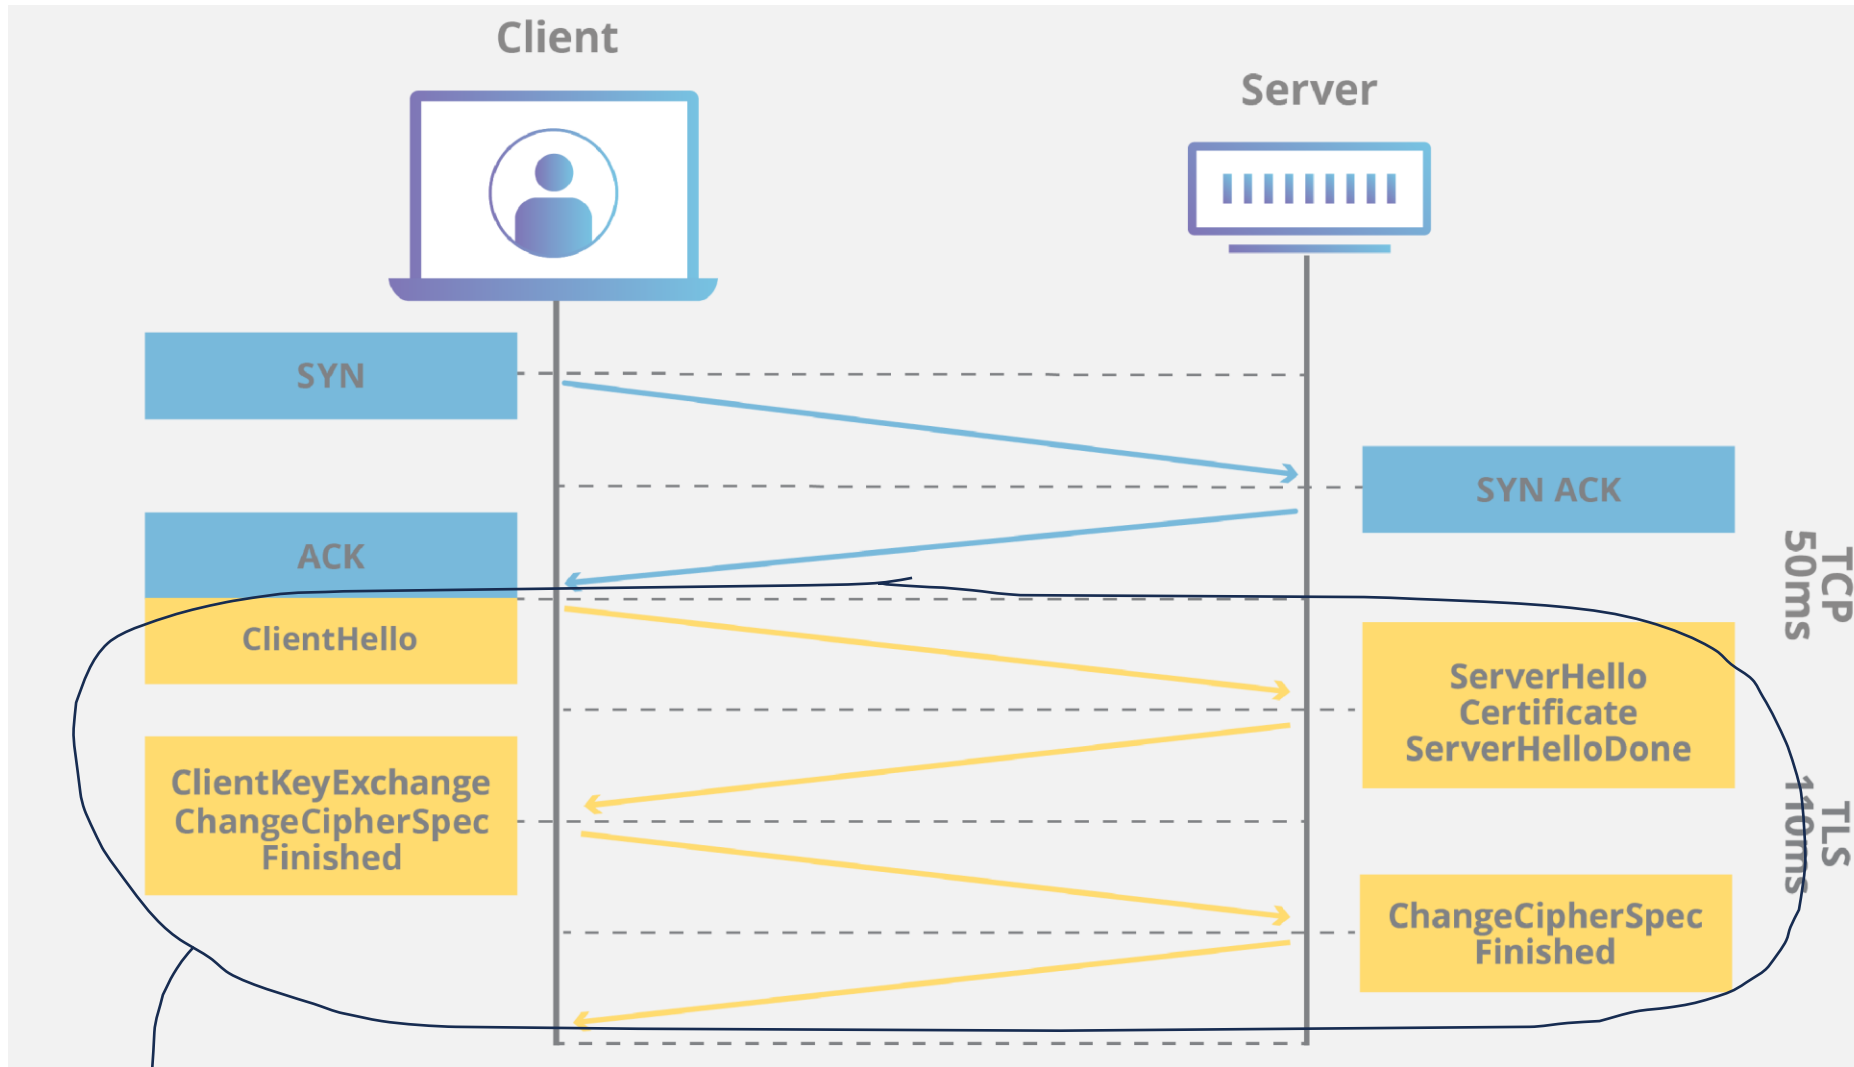 Client
Server
SYN
SYN ACK
ACK
TCP
50ms
ClientHello
ServerHello
Certificate
ServerHelloDone
ClientKeyExchange
ChangeCipherSpec
Finished
TLS
110ms
ChangeCipherSpec
Finished